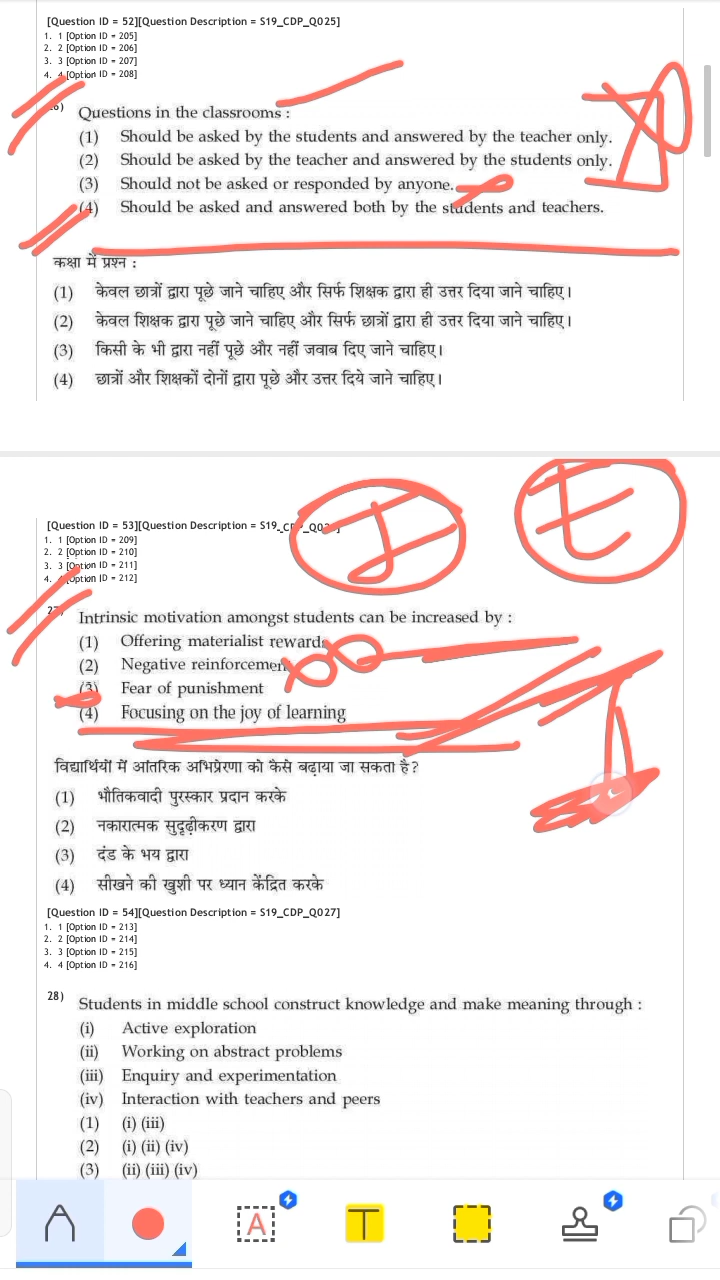 [Question ID = 52][Question Description = S19_CDP_Q025]
1. 1 [Option ID = 205]
2. 2 [Option ID = 206]
3. 3 [Option ID = 207]
4. 4 [Option ID = 208]
Questions in the classrooms :
(1) Should be asked by the students and answered by the teacher only.
(2) Should be asked by the teacher and answered by the students only.
(3) Should not be asked or responded by anyone.
(4) Should be asked and answered both by the students and teachers.
कक्षा में प्रश्न :
(1) केवल छात्रों द्वारा पूछे जाने चाहिए और सिर्फ शिक्षक द्वारा ही उत्तर दिया जाने चाहिए।
(2) केवल शिक्षक द्वारा पूछे जाने चाहिए और सिर्फ छात्रों द्वारा ही उत्तर दिया जाने चाहिए।
(3) किसी के भी द्वारा नहीं पूछे और नहीं जवाब दिए जाने चाहिए।
(4) छात्रों और शिक्षकों दोनों द्वारा पूछे और उत्तर दिये जाने चाहिए।
[Question ID = 53][Question Description =
1. 1 [Option ID = 209]
2. 2 [Option ID = 210]
3. 3 [Option ID = 211]
4. 4 [Option ID = 212]
Intrinsic motivation amongst students can be increased by :
(1) Offering materialist rewards
(2) Negative reinforcement
(3) Fear of punishment
(4) Focusing on the joy of learning
विद्यार्थियों में आंतरिक अभिप्रेरणा को कैसे बढ़ाया जा सकता है?
(1) भौतिकवादी पुरस्कार प्रदान करके
(2) नकारात्मक सुदृढ़ीकरण द्वारा
(3) दंड के भय द्वारा
(4) सीखने की खुशी पर ध्यान केंद्रित करके
[Question ID = 54][Question Description = S19_CDP_Q027]
1. 1 [Option ID = 213]
2. 2 [Option ID = 214]
3. 3 [Option ID = 215]
4. 4 [Option ID = 216]
28) Students in middle school construct knowledge and make meaning through :
(i) Active exploration
(ii) Working on abstract problems
(iii) Enquiry and experimentation
(iv) Interaction with teachers and peers
(1) (i) (iii)
(2) (i) (ii) (iv)
(3) (ii) (iii) (iv)
A T